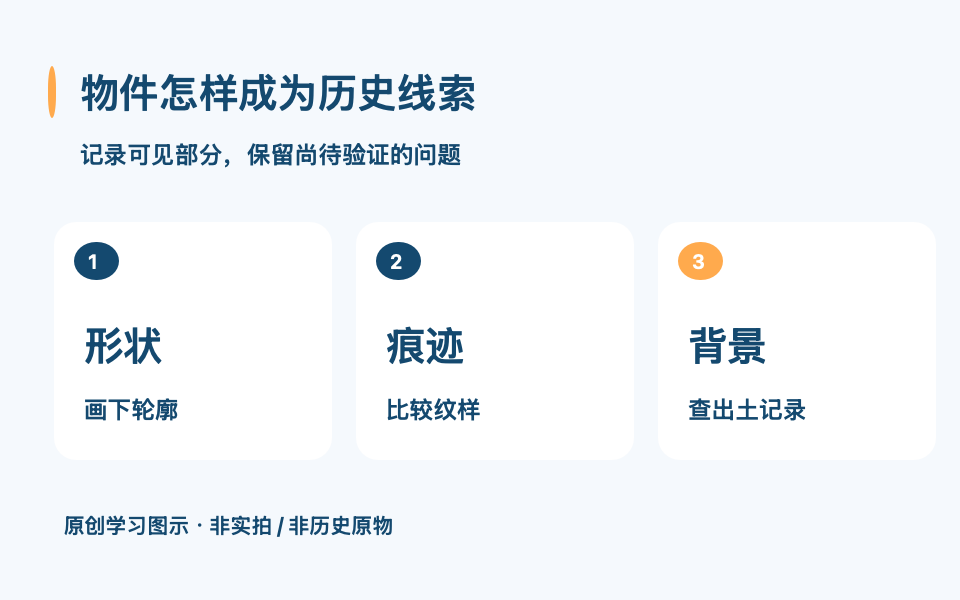 物件怎样成为历史线索
记录可见部分，保留尚待验证的问题
1
形状
画下轮廓
2
痕迹
比较纹样
3
背景
查出土记录
原创学习图示 · 非实拍 / 非历史原物